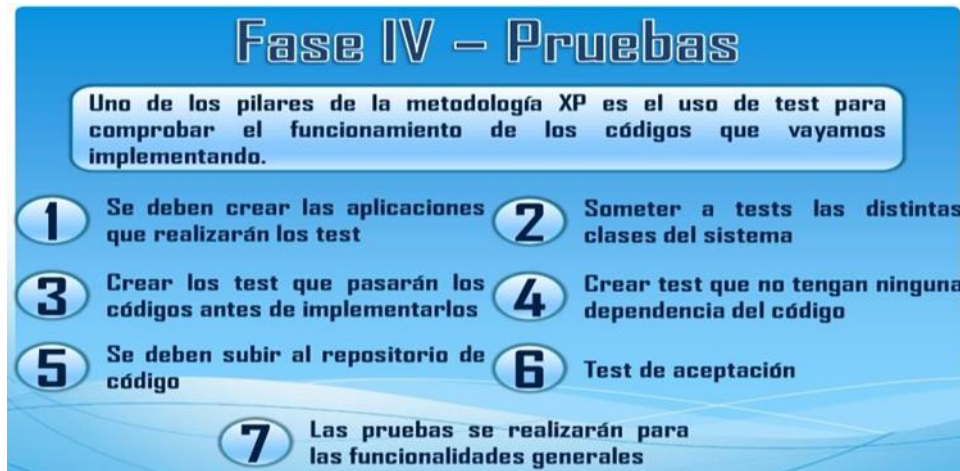 Fase IV – Pruebas
Uno de los pilares de la metodología XP es el uso de test para
comprobar el funcionamiento de los códigos que vayamos
implementando.
1
Se deben crear las aplicaciones
que realizarán los test
2
Someter a tests las distintas
clases del sistema
3
Crear los test que pasarán los
códigos antes de implementarlos
4
Crear test que no tengan ninguna
dependencia del código
5
Se deben subir al repositorio de
código
6
Test de aceptación
7
Las pruebas se realizarán para
las funcionalidades generales